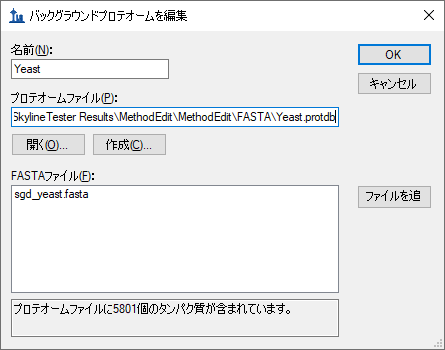 バックグラウンドプロテオームを編集
名前(N):
Yeast
OK
キャンセル
プロテオームファイル(P):
SkylineTester Results\MethodEdit\MethodEdit\FASTA\Yeast.protdb
開く(O)...
作成(C)...
FASTAファイル(F):
sgd_yeast.fasta
ファイルを追
プロテオームファイルに5801個のタンパク質が含まれています。